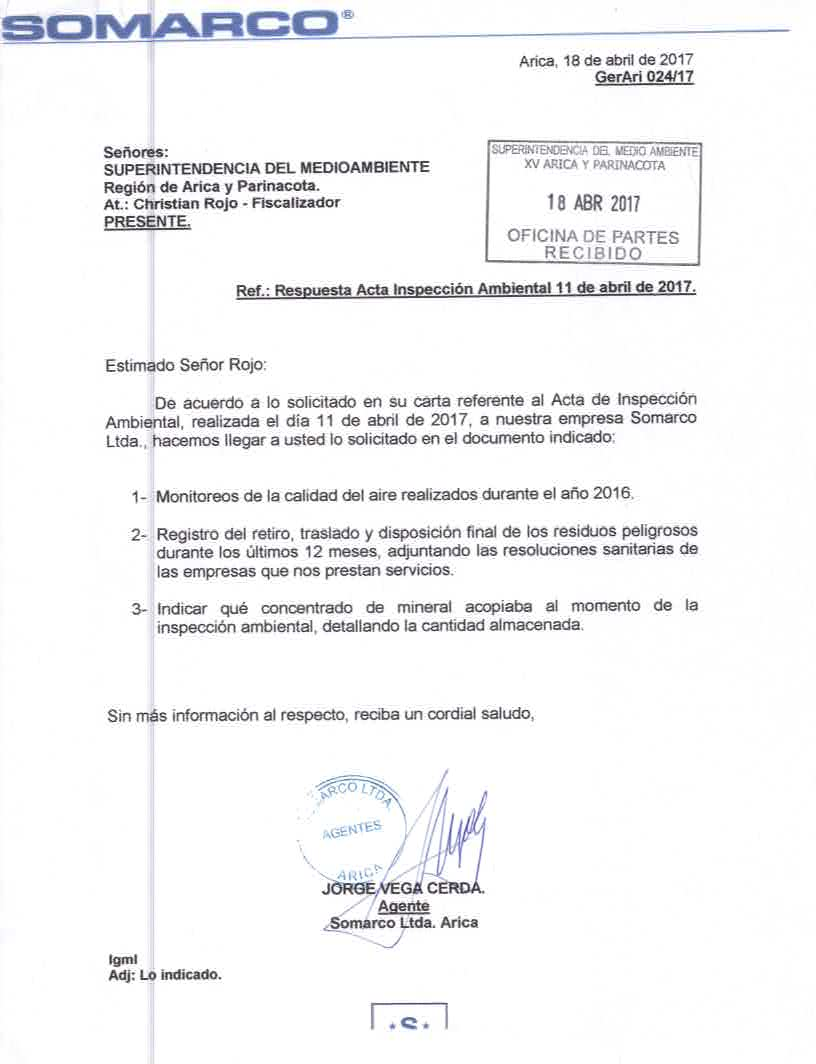 SOMARCO®
Arica, 18 de abril de 2017
GerAri 024/17
Señores:
SUPERINTENDENCIA DEL MEDIOAMBIENTE
Región de Arica y Parinacota.
At.: Christian Rojo - Fiscalizador
PRESENTE.
SUPERINTENDENCIA DEL MEDIO AMBIENTE
XV ARICA Y PARINACOTA
18 ABR 2017
OFICINA DE PARTES
RECIBIDO
Ref.: Respuesta Acta Inspección Ambiental 11 de abril de 2017.
Estimado Señor Rojo:
De acuerdo a lo solicitado en su carta referente al Acta de Inspección
Ambiental, realizada el día 11 de abril de 2017, a nuestra empresa Somarco
Ltda., hacemos llegar a usted lo solicitado en el documento indicado:
1- Monitoreos de la calidad del aire realizados durante el año 2016.
2- Registro del retiro, traslado y disposición final de los residuos peligrosos
durante los últimos 12 meses, adjuntando las resoluciones sanitarias de
las empresas que nos prestan servicios.
3- Indicar qué concentrado de mineral acopiaba al momento de la
inspección ambiental, detallando la cantidad almacenada.
Sin más información al respecto, reciba un cordial saludo,
MARCO LTDA.
AGENTES
ARICA
JORGE VEGA CERDA.
Agente
Somarco Ltda. Arica
lgml
Adj: Lo indicado.
S